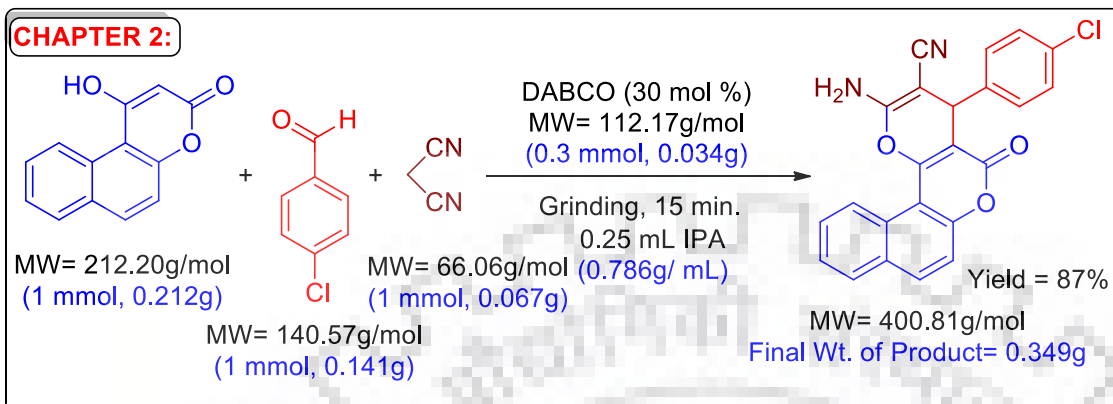 CHAPTER 2:
HO
O
O
+
O
H
Cl
+
CN
CN
MW= 212.20g/mol
(1 mmol, 0.212g)
MW= 140.57g/mol
(1 mmol, 0.141g)
MW= 66.06g/mol
(1 mmol, 0.067g)
DABCO (30 mol %)
MW= 112.17g/mol
(0.3 mmol, 0.034g)
Grinding, 15 min.
0.25 mL IPA
(0.786g/ mL)
Cl
CN
H₂N
O
O
O
Yield = 87%
MW= 400.81g/mol
Final Wt. of Product= 0.349g